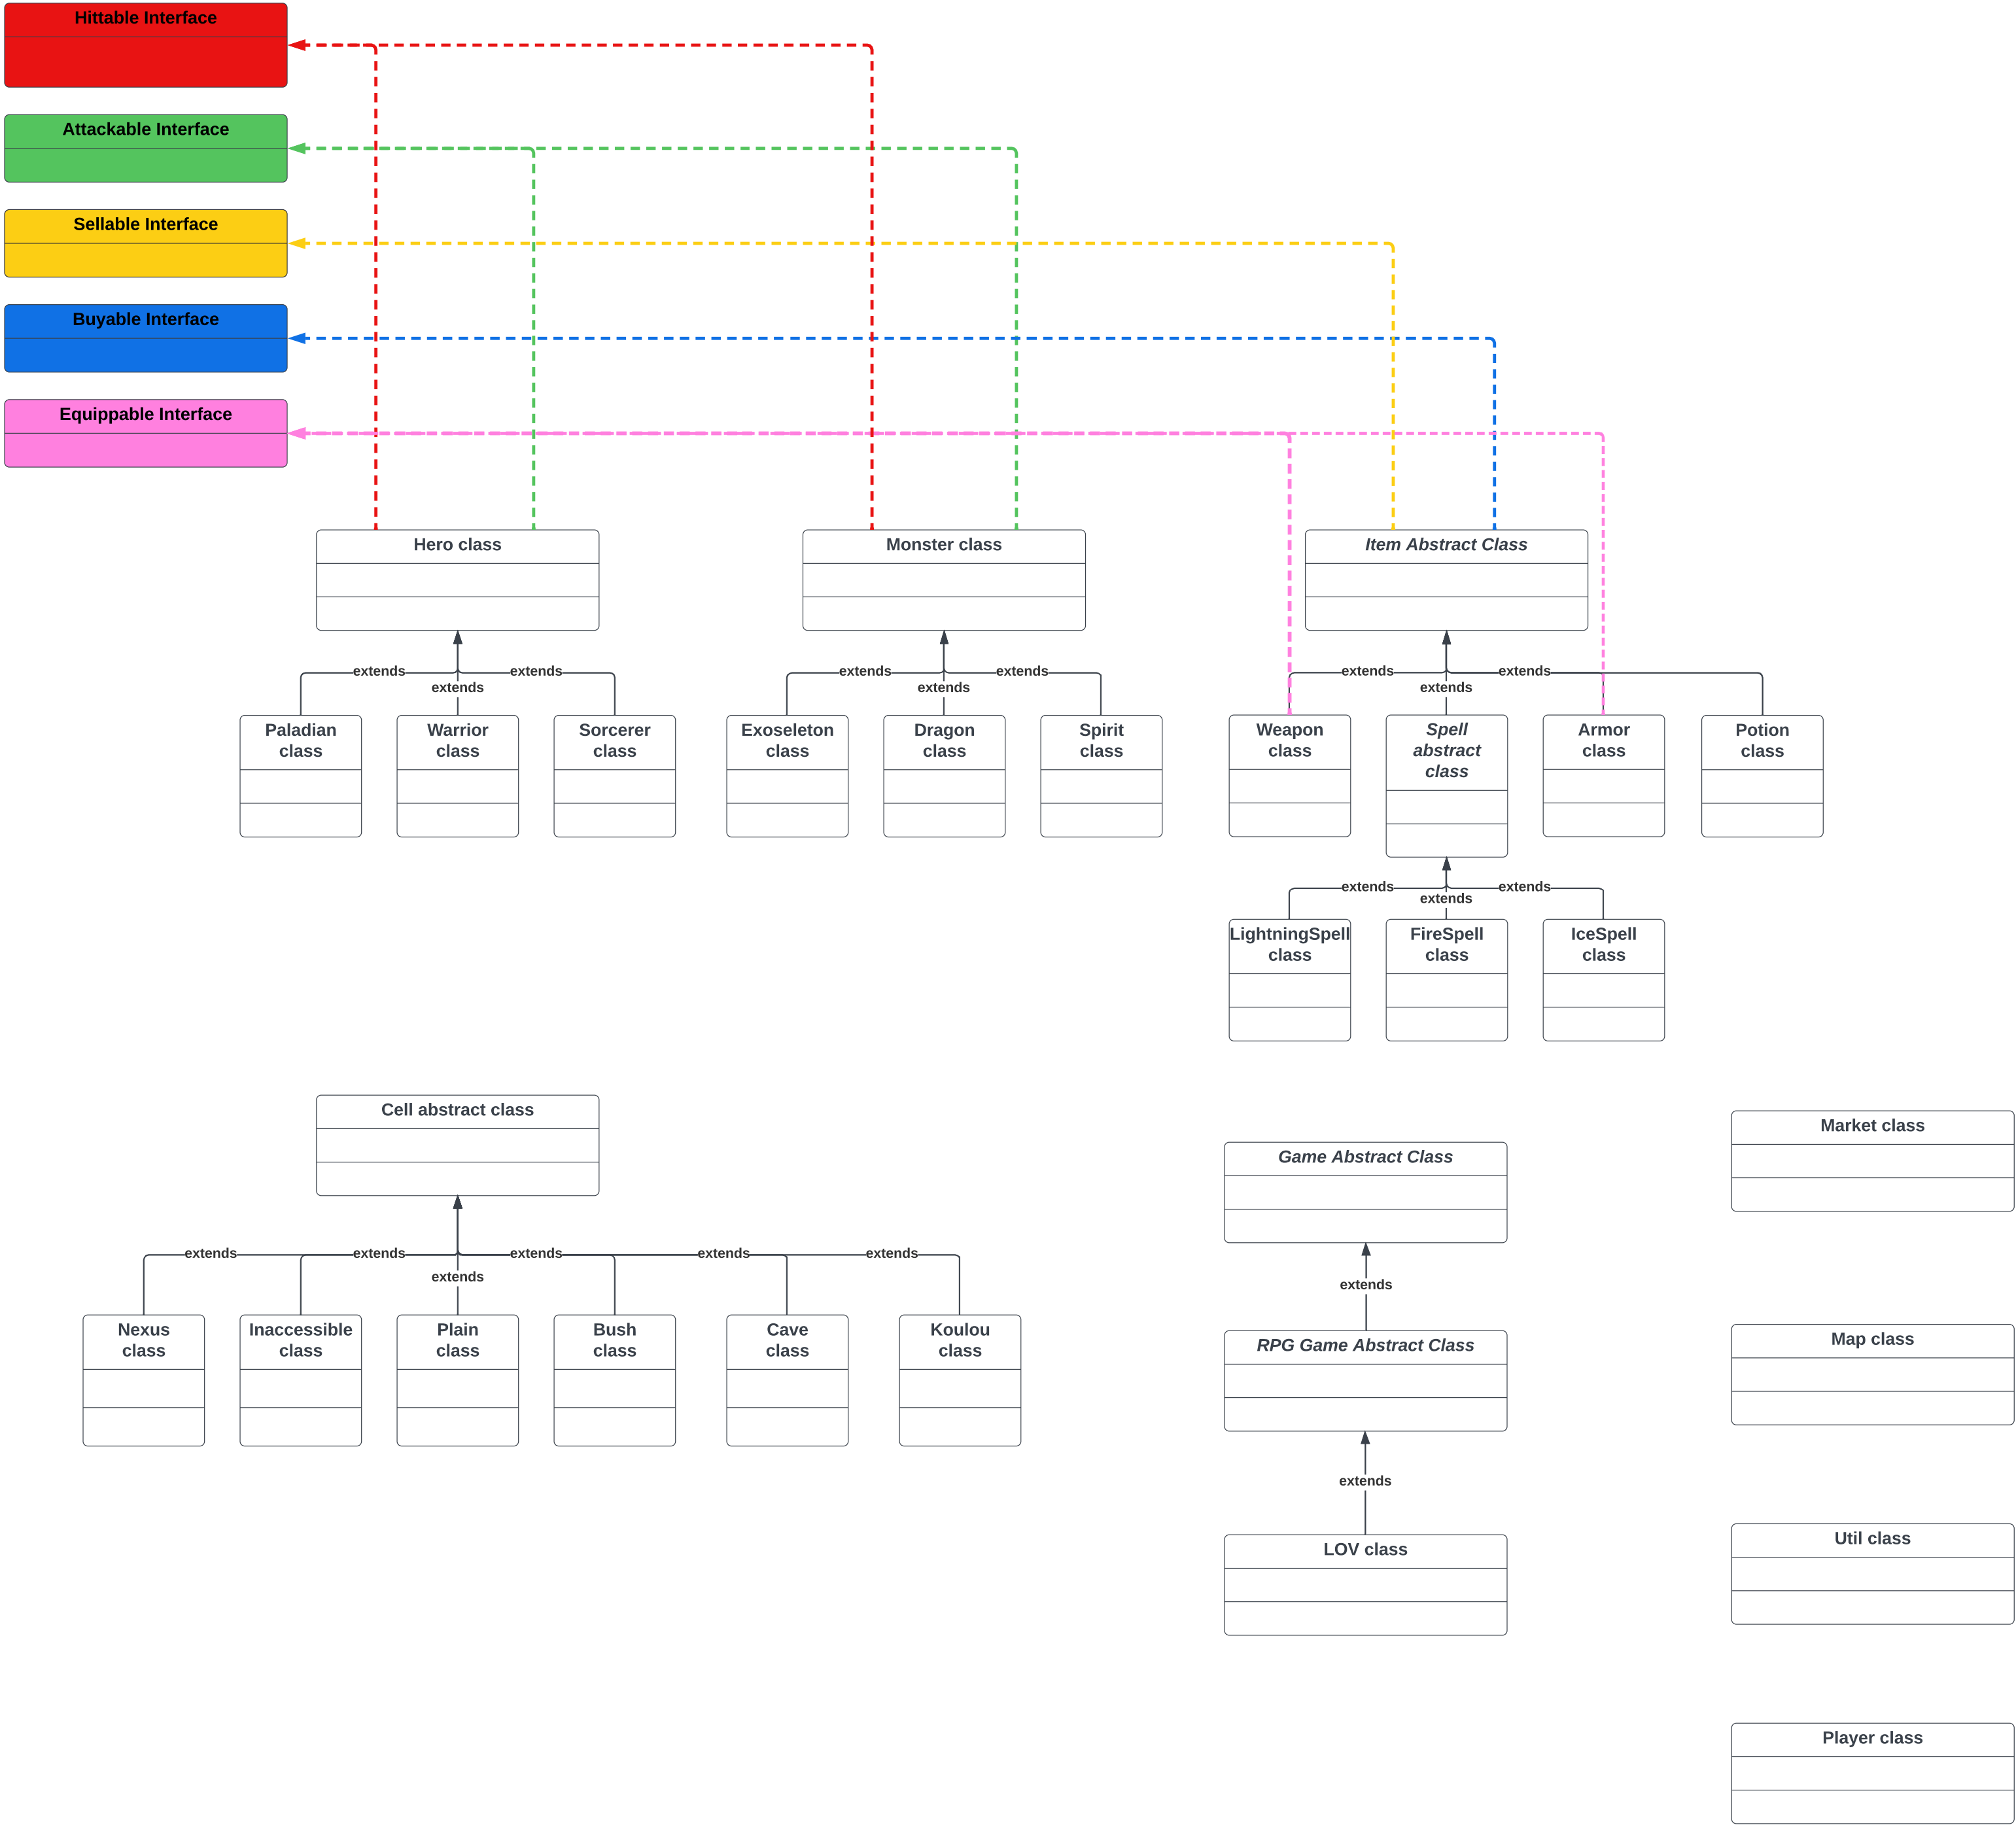 Hittable Interface
Attackable Interface
Sellable Interface
Buyable Interface
Equippable Interface
Hero class
Monster class
Item Abstract Class
extends
extends
extends
extends
extends
extends
extends
extends
extends
Paladian
class
Warrior
class
Sorcerer
class
Exoseleton
class
Dragon
class
Spirit
class
Weapon
class
Spell
abstract
class
Armor
class
Potion
class
extends
extends
extends
LightningSpell
class
FireSpell
class
IceSpell
class
Cell abstract class
extends
extends
extends
extends
extends
extends
Nexus
class
Inaccessible
class
Plain
class
Bush
class
Cave
class
Koulou
class
Game Abstract Class
extends
RPG Game Abstract Class
extends
LOV class
Market class
Map class
Util class
Player class